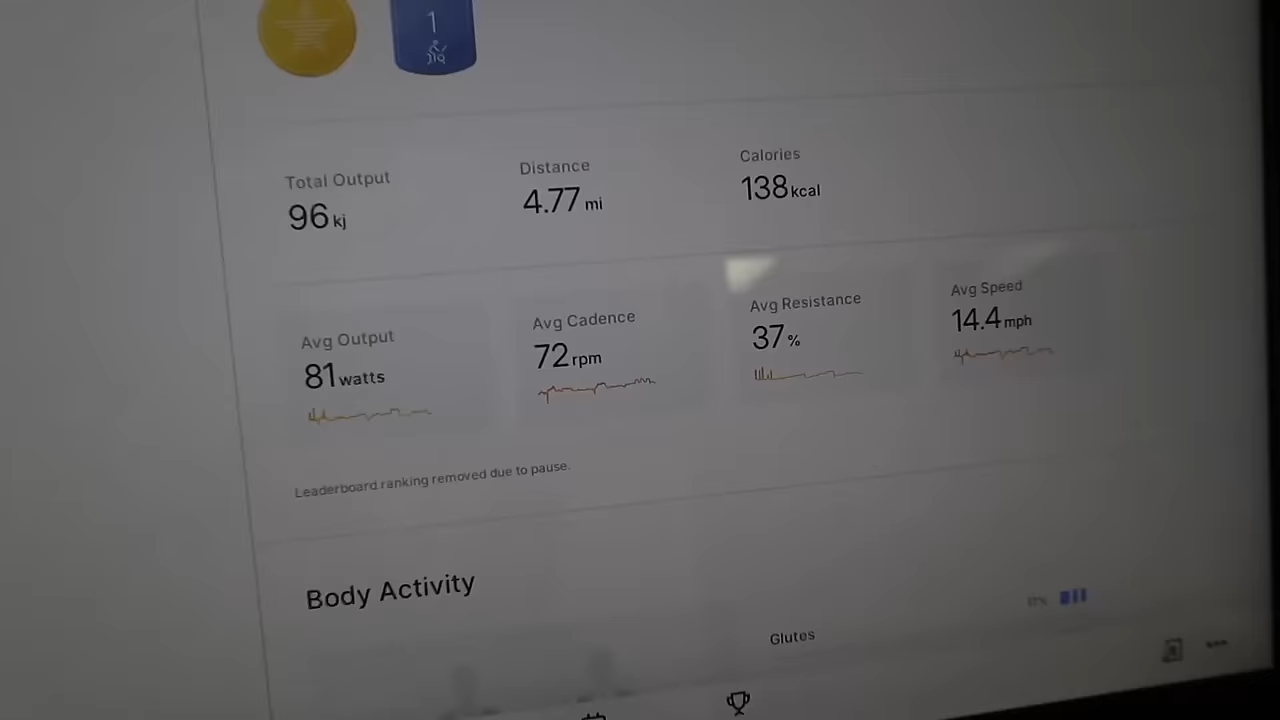 1
Total Output
96 kj
Distance
4.77 mi
Calories
138 kcal
Avg Output
81 watts
Avg Cadence
72 rpm
Avg Resistance
37 %
Avg Speed
14.4 mph
Leaderboard ranking removed due to pause.
Body Activity
Glutes